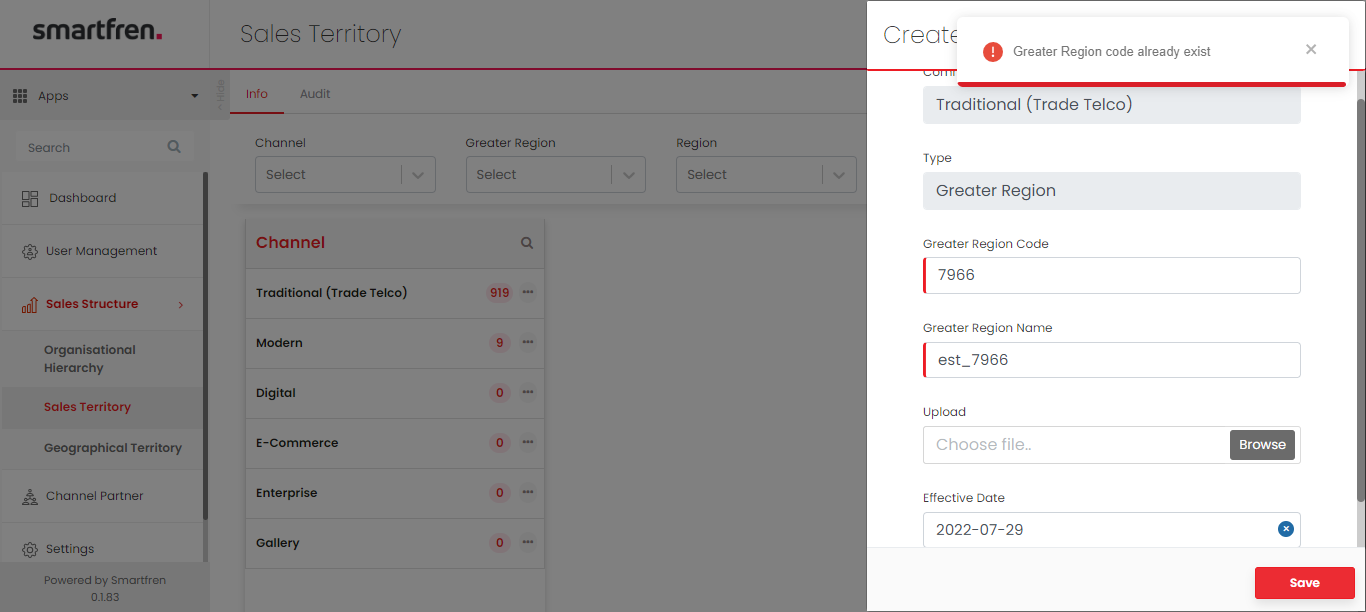 smartfren.
Sales Territory
Create
Greater Region code already exist
Apps
< Hide
Info
Audit
Search
Channel
Greater Region
Region
Select
Select
Select
Dashboard
User Management
Sales Structure
Organisational
Hierarchy
Sales Territory
Geographical Territory
Channel Partner
Settings
Powered by Smartfren
0.1.83
Channel
Traditional (Trade Telco) 919
Modern 9
Digital 0
E-Commerce 0
Enterprise 0
Gallery 0
Traditional (Trade Telco)
Type
Greater Region
Greater Region Code
7966
Greater Region Name
est_7966
Upload
Choose file..
Browse
Effective Date
2022-07-29
Save